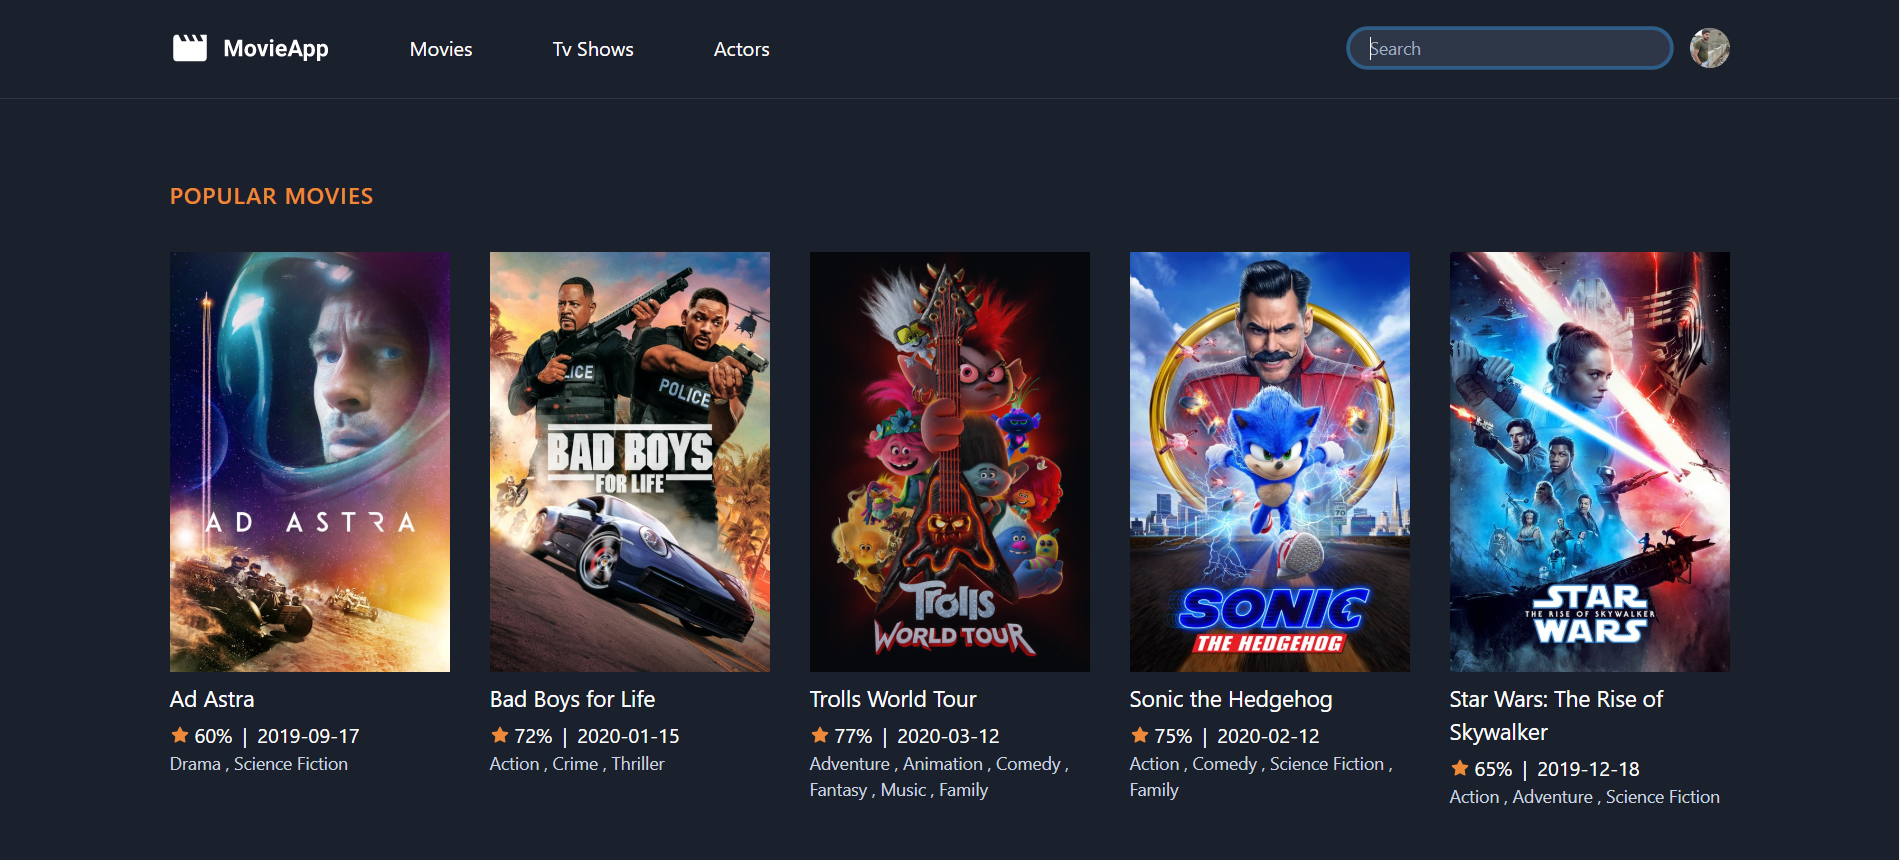 MovieApp
Movies
Tv Shows
Actors
Search
POPULAR MOVIES
AD ASTRA
POLICE
BAD BOYS
FOR LIFE
Trolls
WORLD TOUR
SONIC
THE HEDGEHOG
STAR
THE RISE OF SKYWALKER
WARS
Ad Astra
60% | 2019-09-17
Drama , Science Fiction
Bad Boys for Life
72% | 2020-01-15
Action , Crime , Thriller
Trolls World Tour
77% | 2020-03-12
Adventure , Animation , Comedy ,
Fantasy , Music , Family
Sonic the Hedgehog
75% | 2020-02-12
Action , Comedy , Science Fiction ,
Family
Star Wars: The Rise of
Skywalker
65% | 2019-12-18
Action , Adventure , Science Fiction